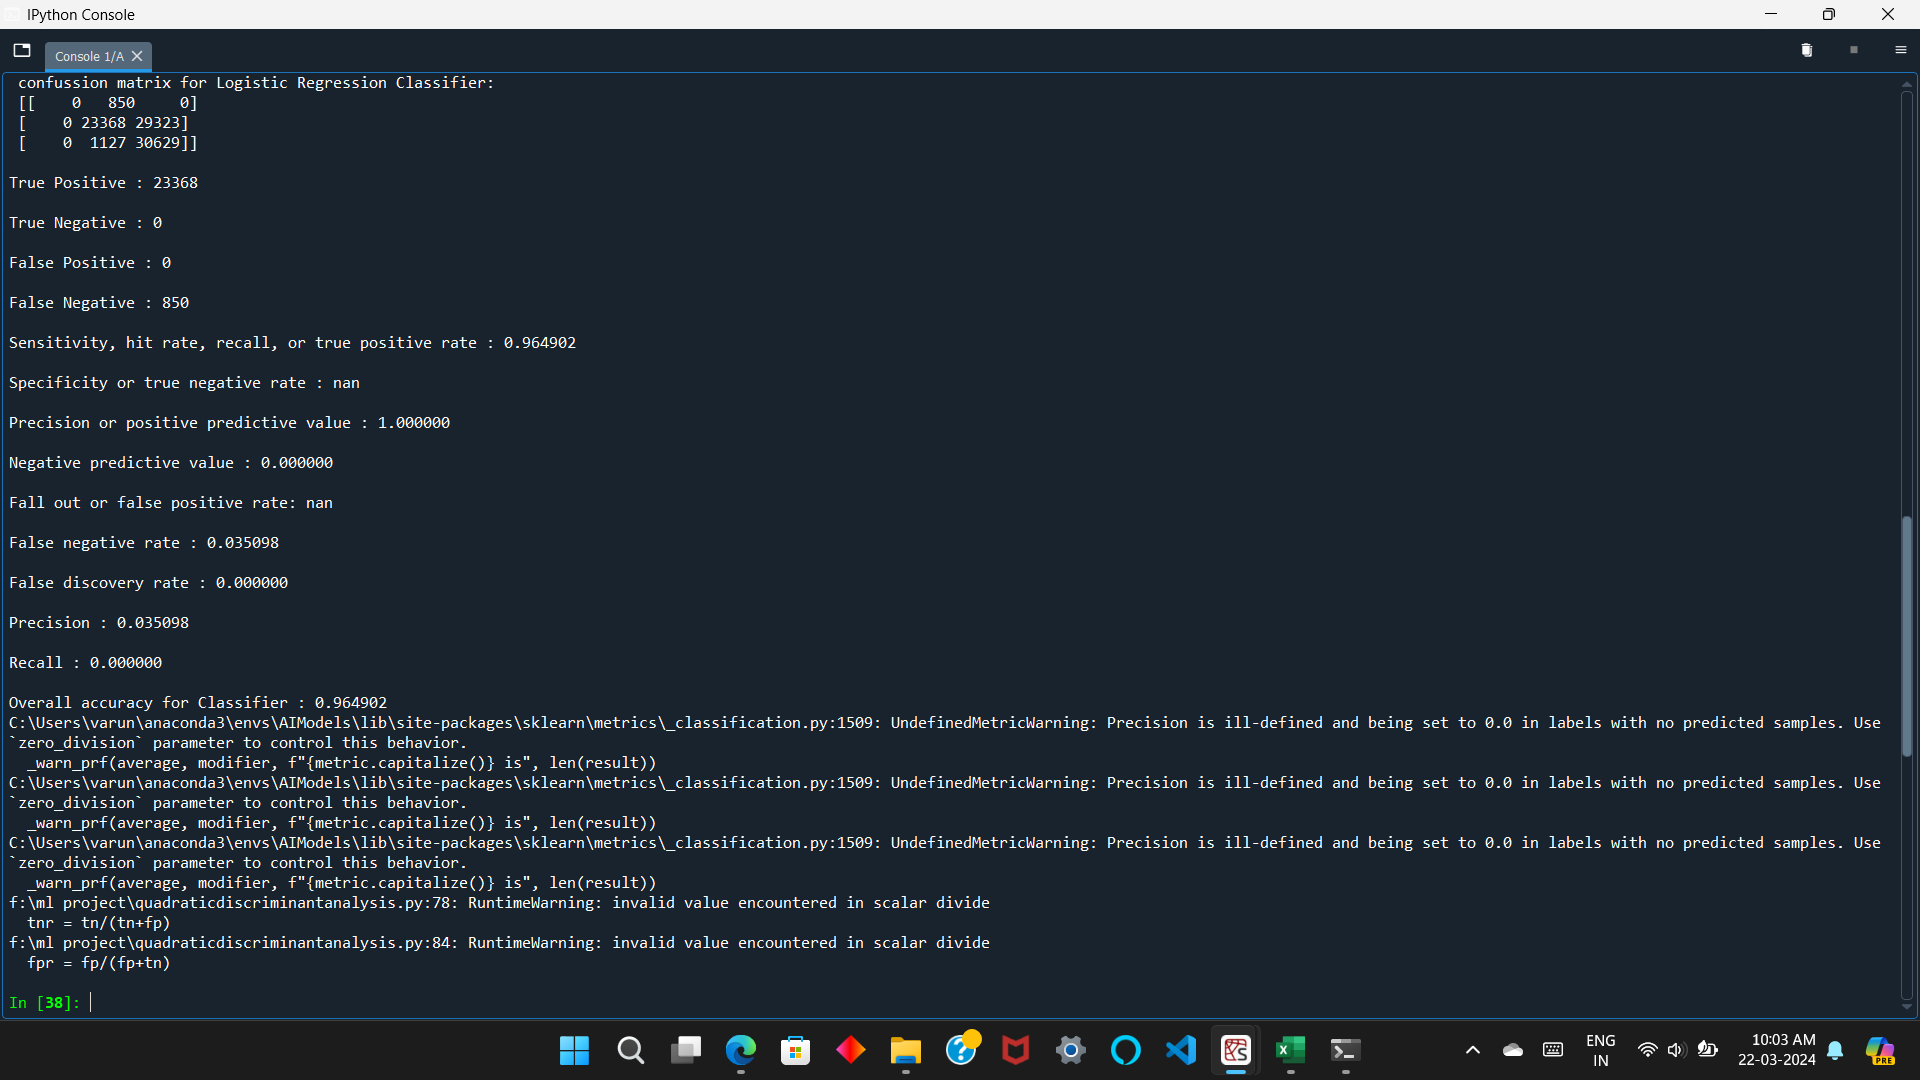 IPython Console
Console 1/A
confussion matrix for Logistic Regression Classifier:
[[    0   850     0]
[    0 23368 29323]
[    0  1127 30629]]
True Positive : 23368
True Negative : 0
False Positive : 0
False Negative : 850
Sensitivity, hit rate, recall, or true positive rate : 0.964902
Specificity or true negative rate : nan
Precision or positive predictive value : 1.000000
Negative predictive value : 0.000000
Fall out or false positive rate: nan
False negative rate : 0.035098
False discovery rate : 0.000000
Precision : 0.035098
Recall : 0.000000
Overall accuracy for Classifier : 0.964902
C:\Users\varun\anaconda3\envs\AIModels\lib\site-packages\sklearn\metrics\_classification.py:1509: UndefinedMetricWarning: Precision is ill-defined and being set to 0.0 in labels with no predicted samples. Use
`zero_division` parameter to control this behavior.
_warn_prf(average, modifier, f"{metric.capitalize()} is", len(result))
C:\Users\varun\anaconda3\envs\AIModels\lib\site-packages\sklearn\metrics\_classification.py:1509: UndefinedMetricWarning: Precision is ill-defined and being set to 0.0 in labels with no predicted samples. Use
`zero_division` parameter to control this behavior.
_warn_prf(average, modifier, f"{metric.capitalize()} is", len(result))
C:\Users\varun\anaconda3\envs\AIModels\lib\site-packages\sklearn\metrics\_classification.py:1509: UndefinedMetricWarning: Precision is ill-defined and being set to 0.0 in labels with no predicted samples. Use
`zero_division` parameter to control this behavior.
_warn_prf(average, modifier, f"{metric.capitalize()} is", len(result))
f:\ml project\quadraticdiscriminantanalysis.py:78: RuntimeWarning: invalid value encountered in scalar divide
tnr = tn/(tn+fp)
f:\ml project\quadraticdiscriminantanalysis.py:84: RuntimeWarning: invalid value encountered in scalar divide
fpr = fp/(fp+tn)
In [38]:
ENG
IN
10:03 AM
22-03-2024
PRE